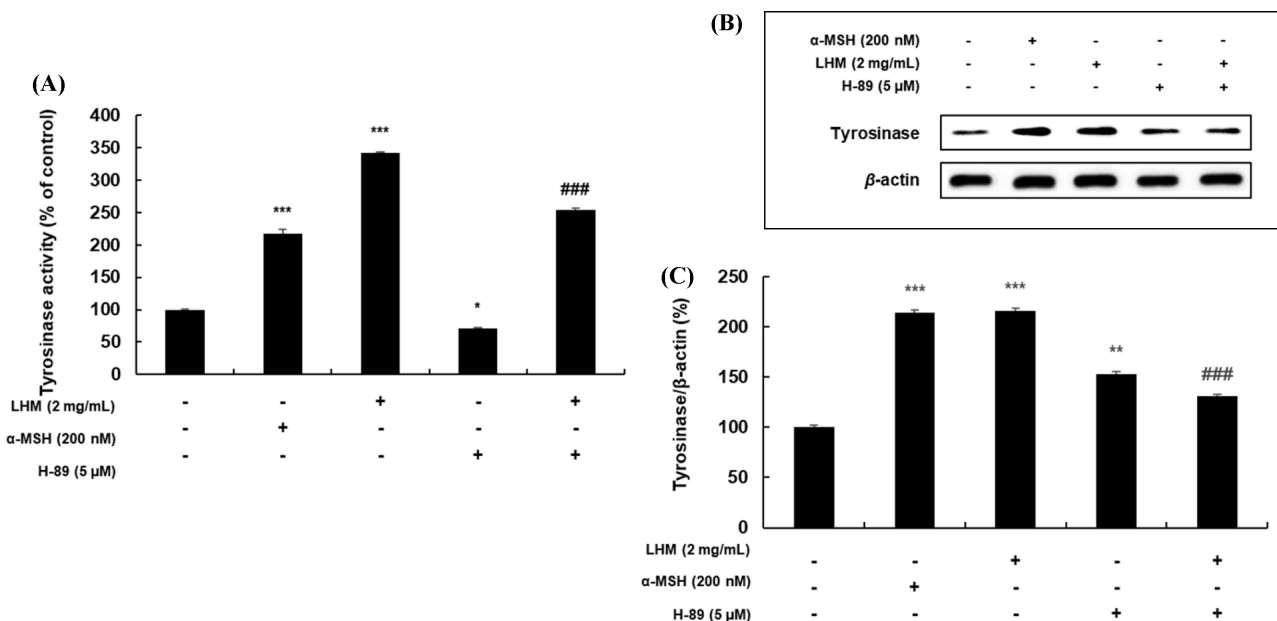 (A)
Tyrosinase activity (% of control)
400
350
300
250
200
150
100
50
0
***
***
*
###
LHM (2 mg/mL) - - + - +
α-MSH (200 nM) - + - - -
H-89 (5 µM) - - - + +
(B)
α-MSH (200 nM) - + - - -
LHM (2 mg/mL) - - + - +
H-89 (5 µM) - - - + +
Tyrosinase
β-actin
(C)
Tyrosinase/β-actin (%)
250
200
150
100
50
0
***
***
**
###
LHM (2 mg/mL) - - + - +
α-MSH (200 nM) - + - - -
H-89 (5 µM) - - - + +